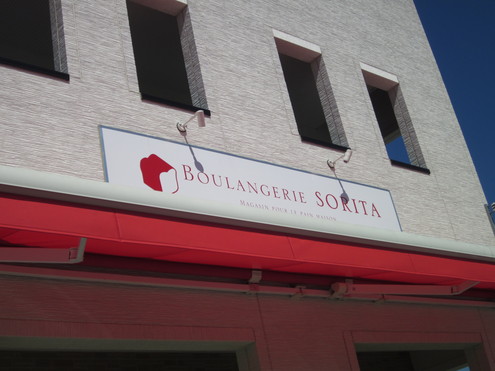 BOULANGERIE SORITA
MAGASIN POUR LE PAIN MAISON